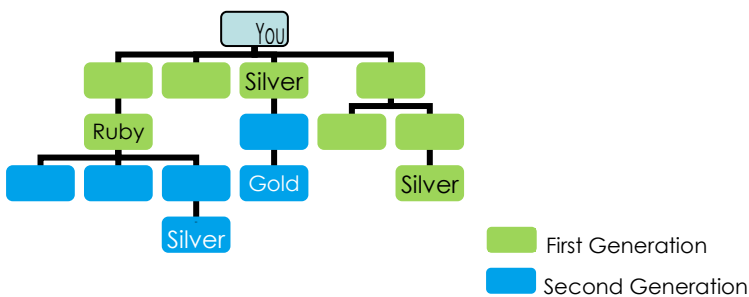 You
Silver
Ruby
Gold
Silver
Silver
First Generation
Second Generation